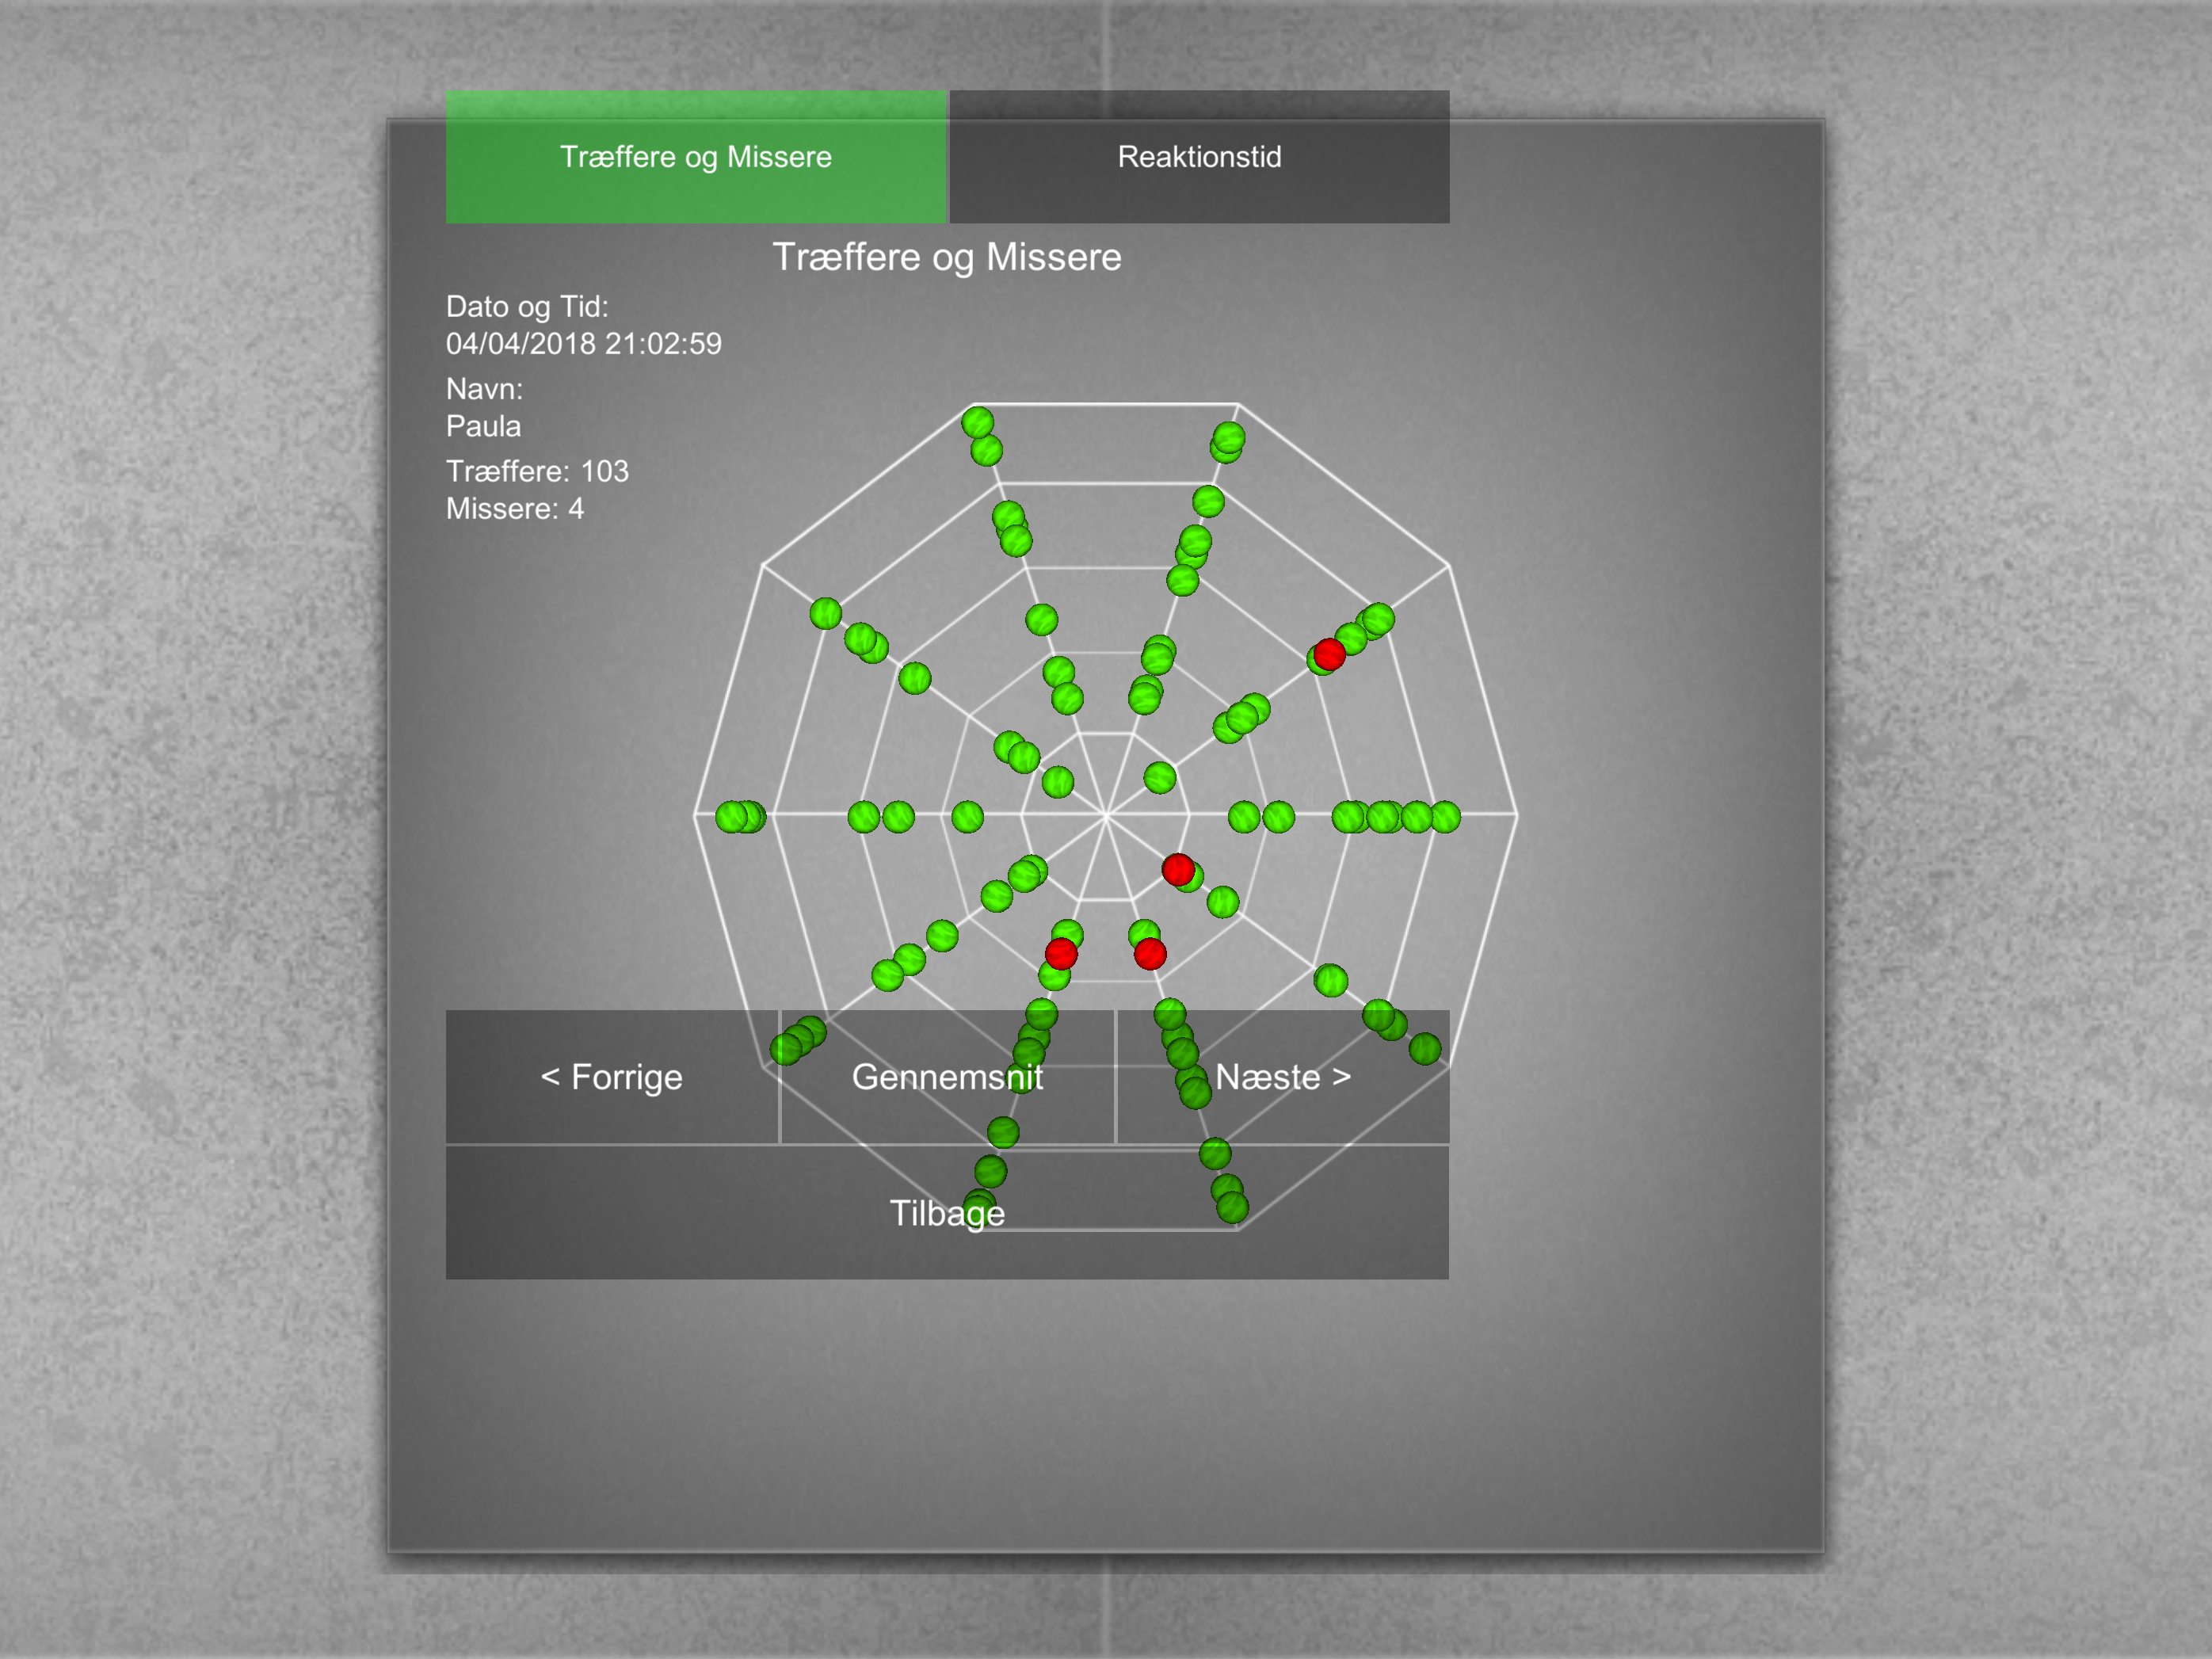 Træffere og Missere
Reaktionstid
Træffere og Missere
Dato og Tid:
04/04/2018 21:02:59
Navn:
Paula
Træffere: 103
Missere: 4
< Forrige
Gennemsnit
Næste >
Tilbage